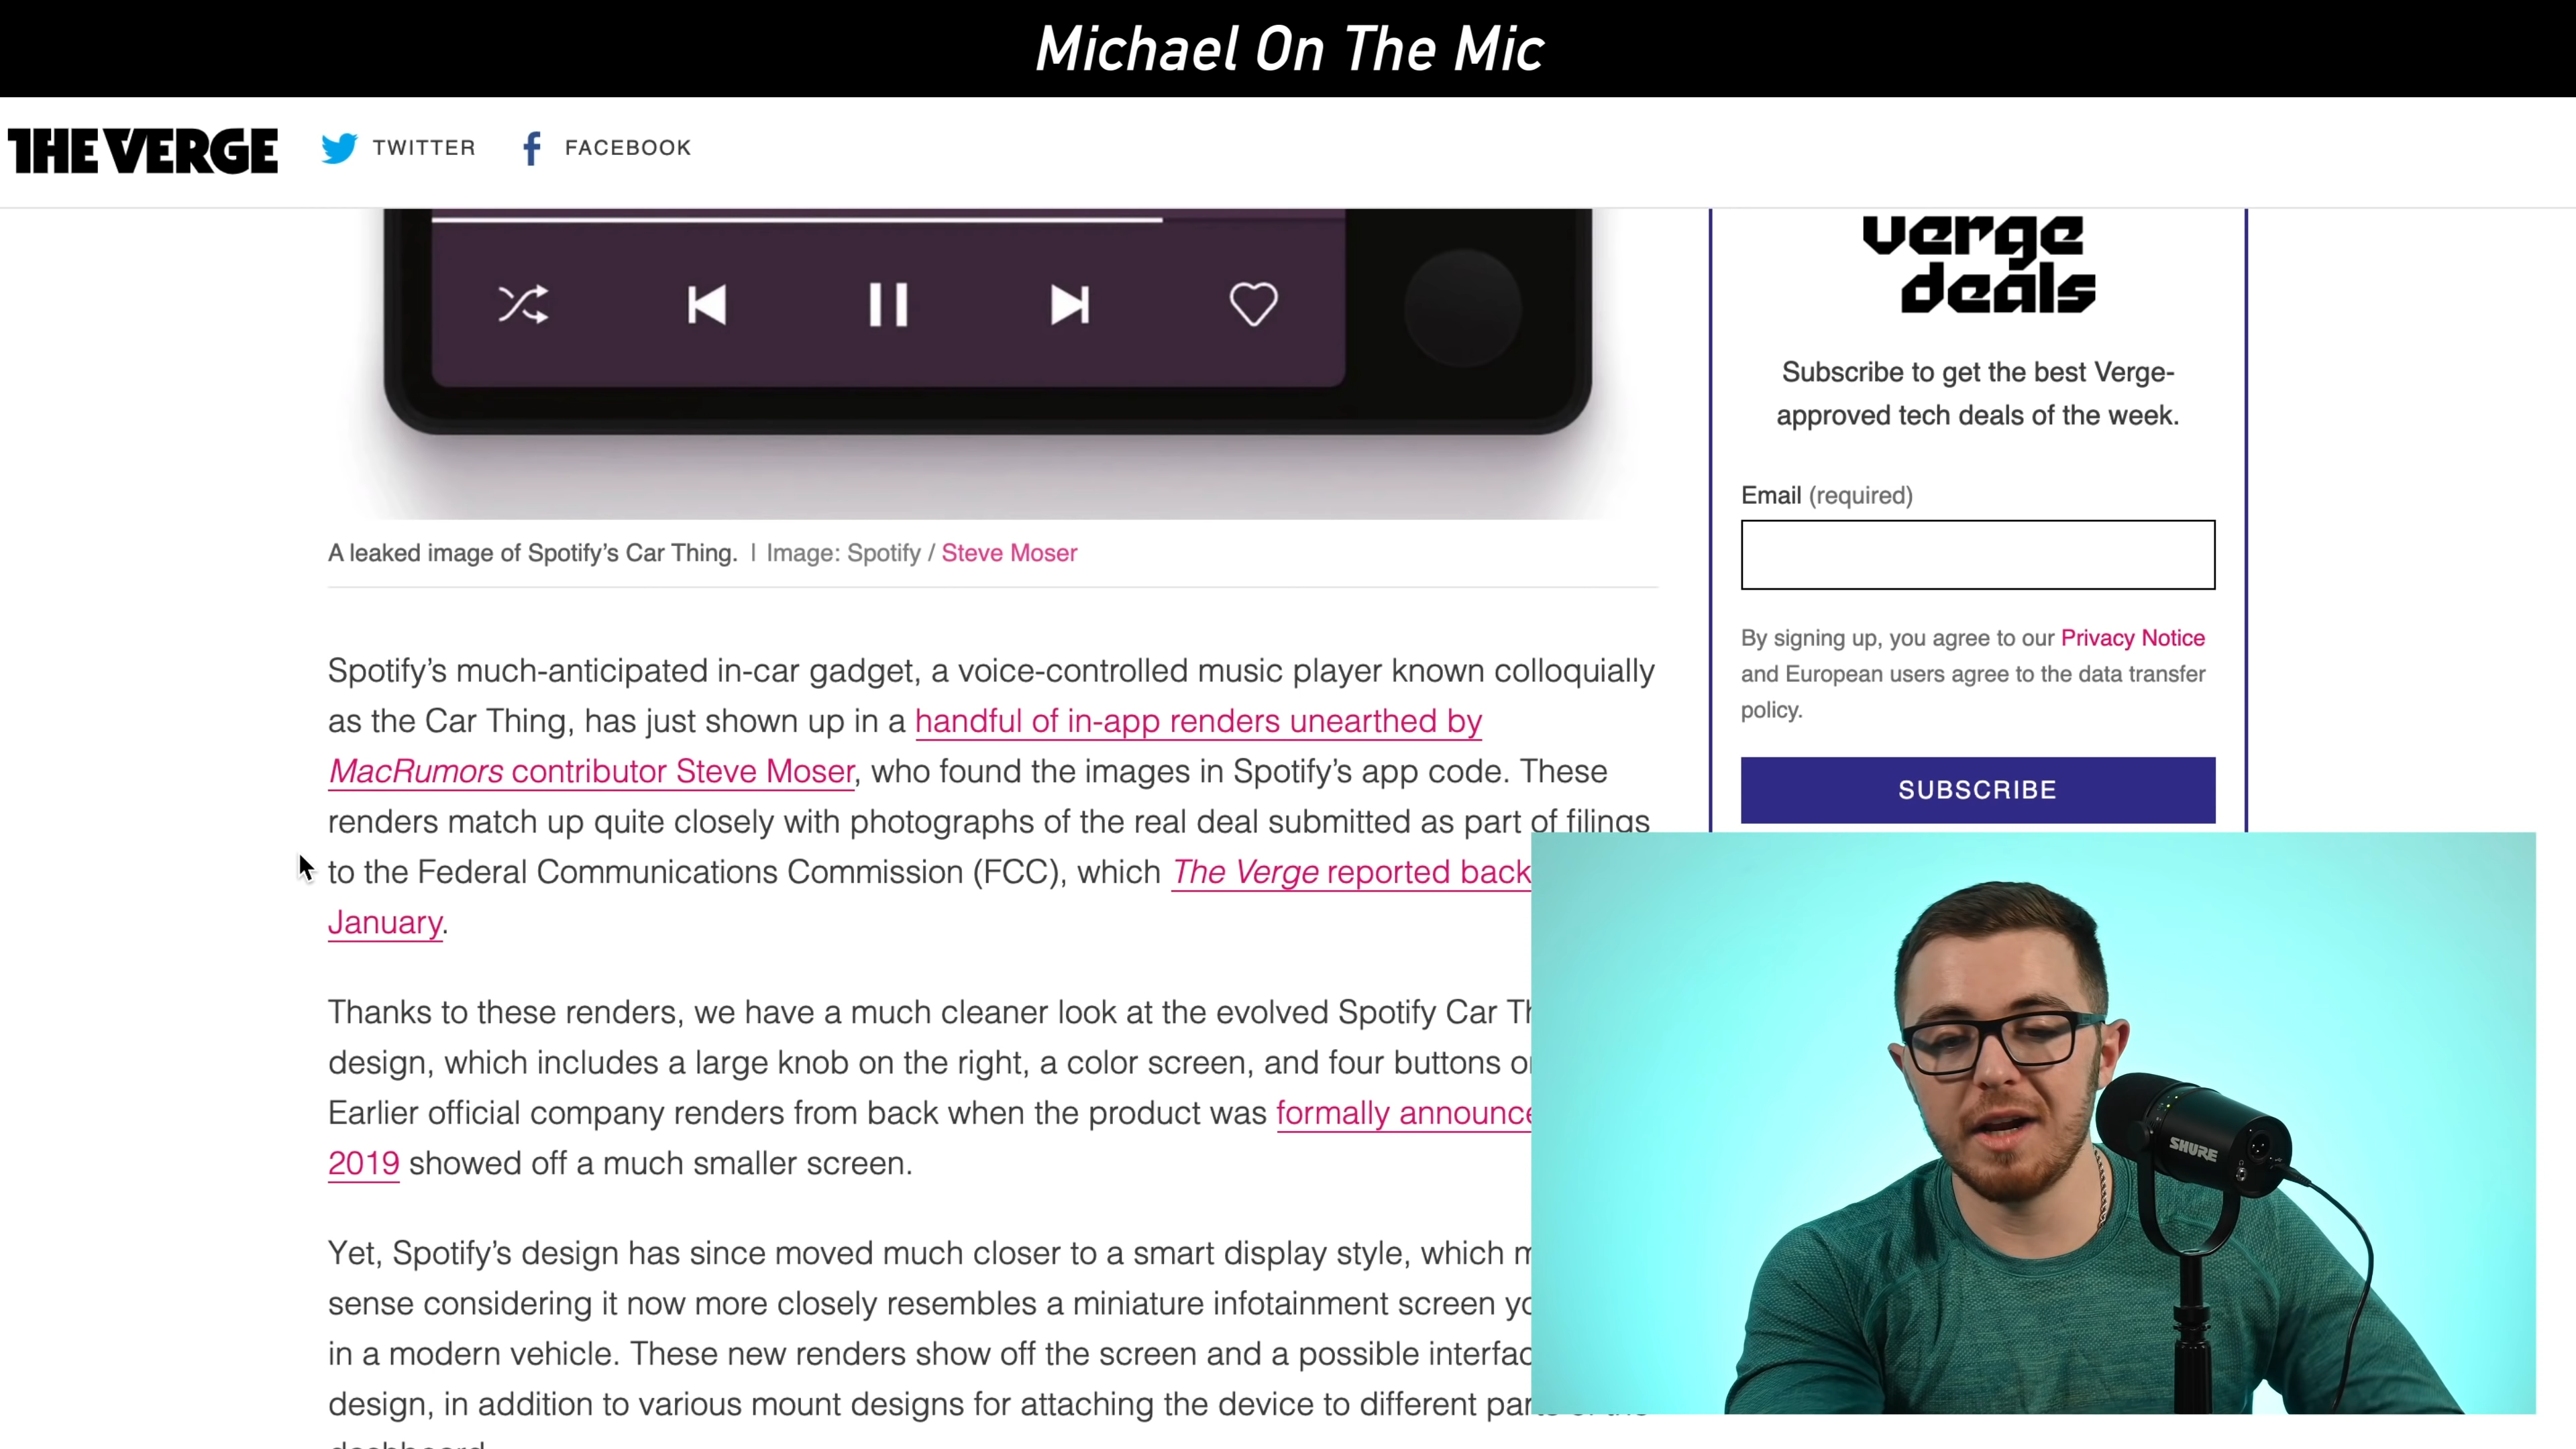 Michael On The Mic
THE VERGE
TWITTER
FACEBOOK
verge
deals
Subscribe to get the best Verge-
approved tech deals of the week.
Email (required)
By signing up, you agree to our Privacy Notice
and European users agree to the data transfer
policy.
SUBSCRIBE
A leaked image of Spotify’s Car Thing. | Image: Spotify / Steve Moser
Spotify’s much-anticipated in-car gadget, a voice-controlled music player known colloquially
as the Car Thing, has just shown up in a handful of in-app renders unearthed by
MacRumors contributor Steve Moser, who found the images in Spotify’s app code. These
renders match up quite closely with photographs of the real deal submitted as part of filings
to the Federal Communications Commission (FCC), which The Verge reported back
January.
Thanks to these renders, we have a much cleaner look at the evolved Spotify Car
design, which includes a large knob on the right, a color screen, and four buttons
Earlier official company renders from back when the product was formally
2019 showed off a much smaller screen.
Yet, Spotify’s design has since moved much closer to a smart display style, which
sense considering it now more closely resembles a miniature infotainment screen
in a modern vehicle. These new renders show off the screen and a possible
design, in addition to various mount designs for attaching the device to different
SHURE